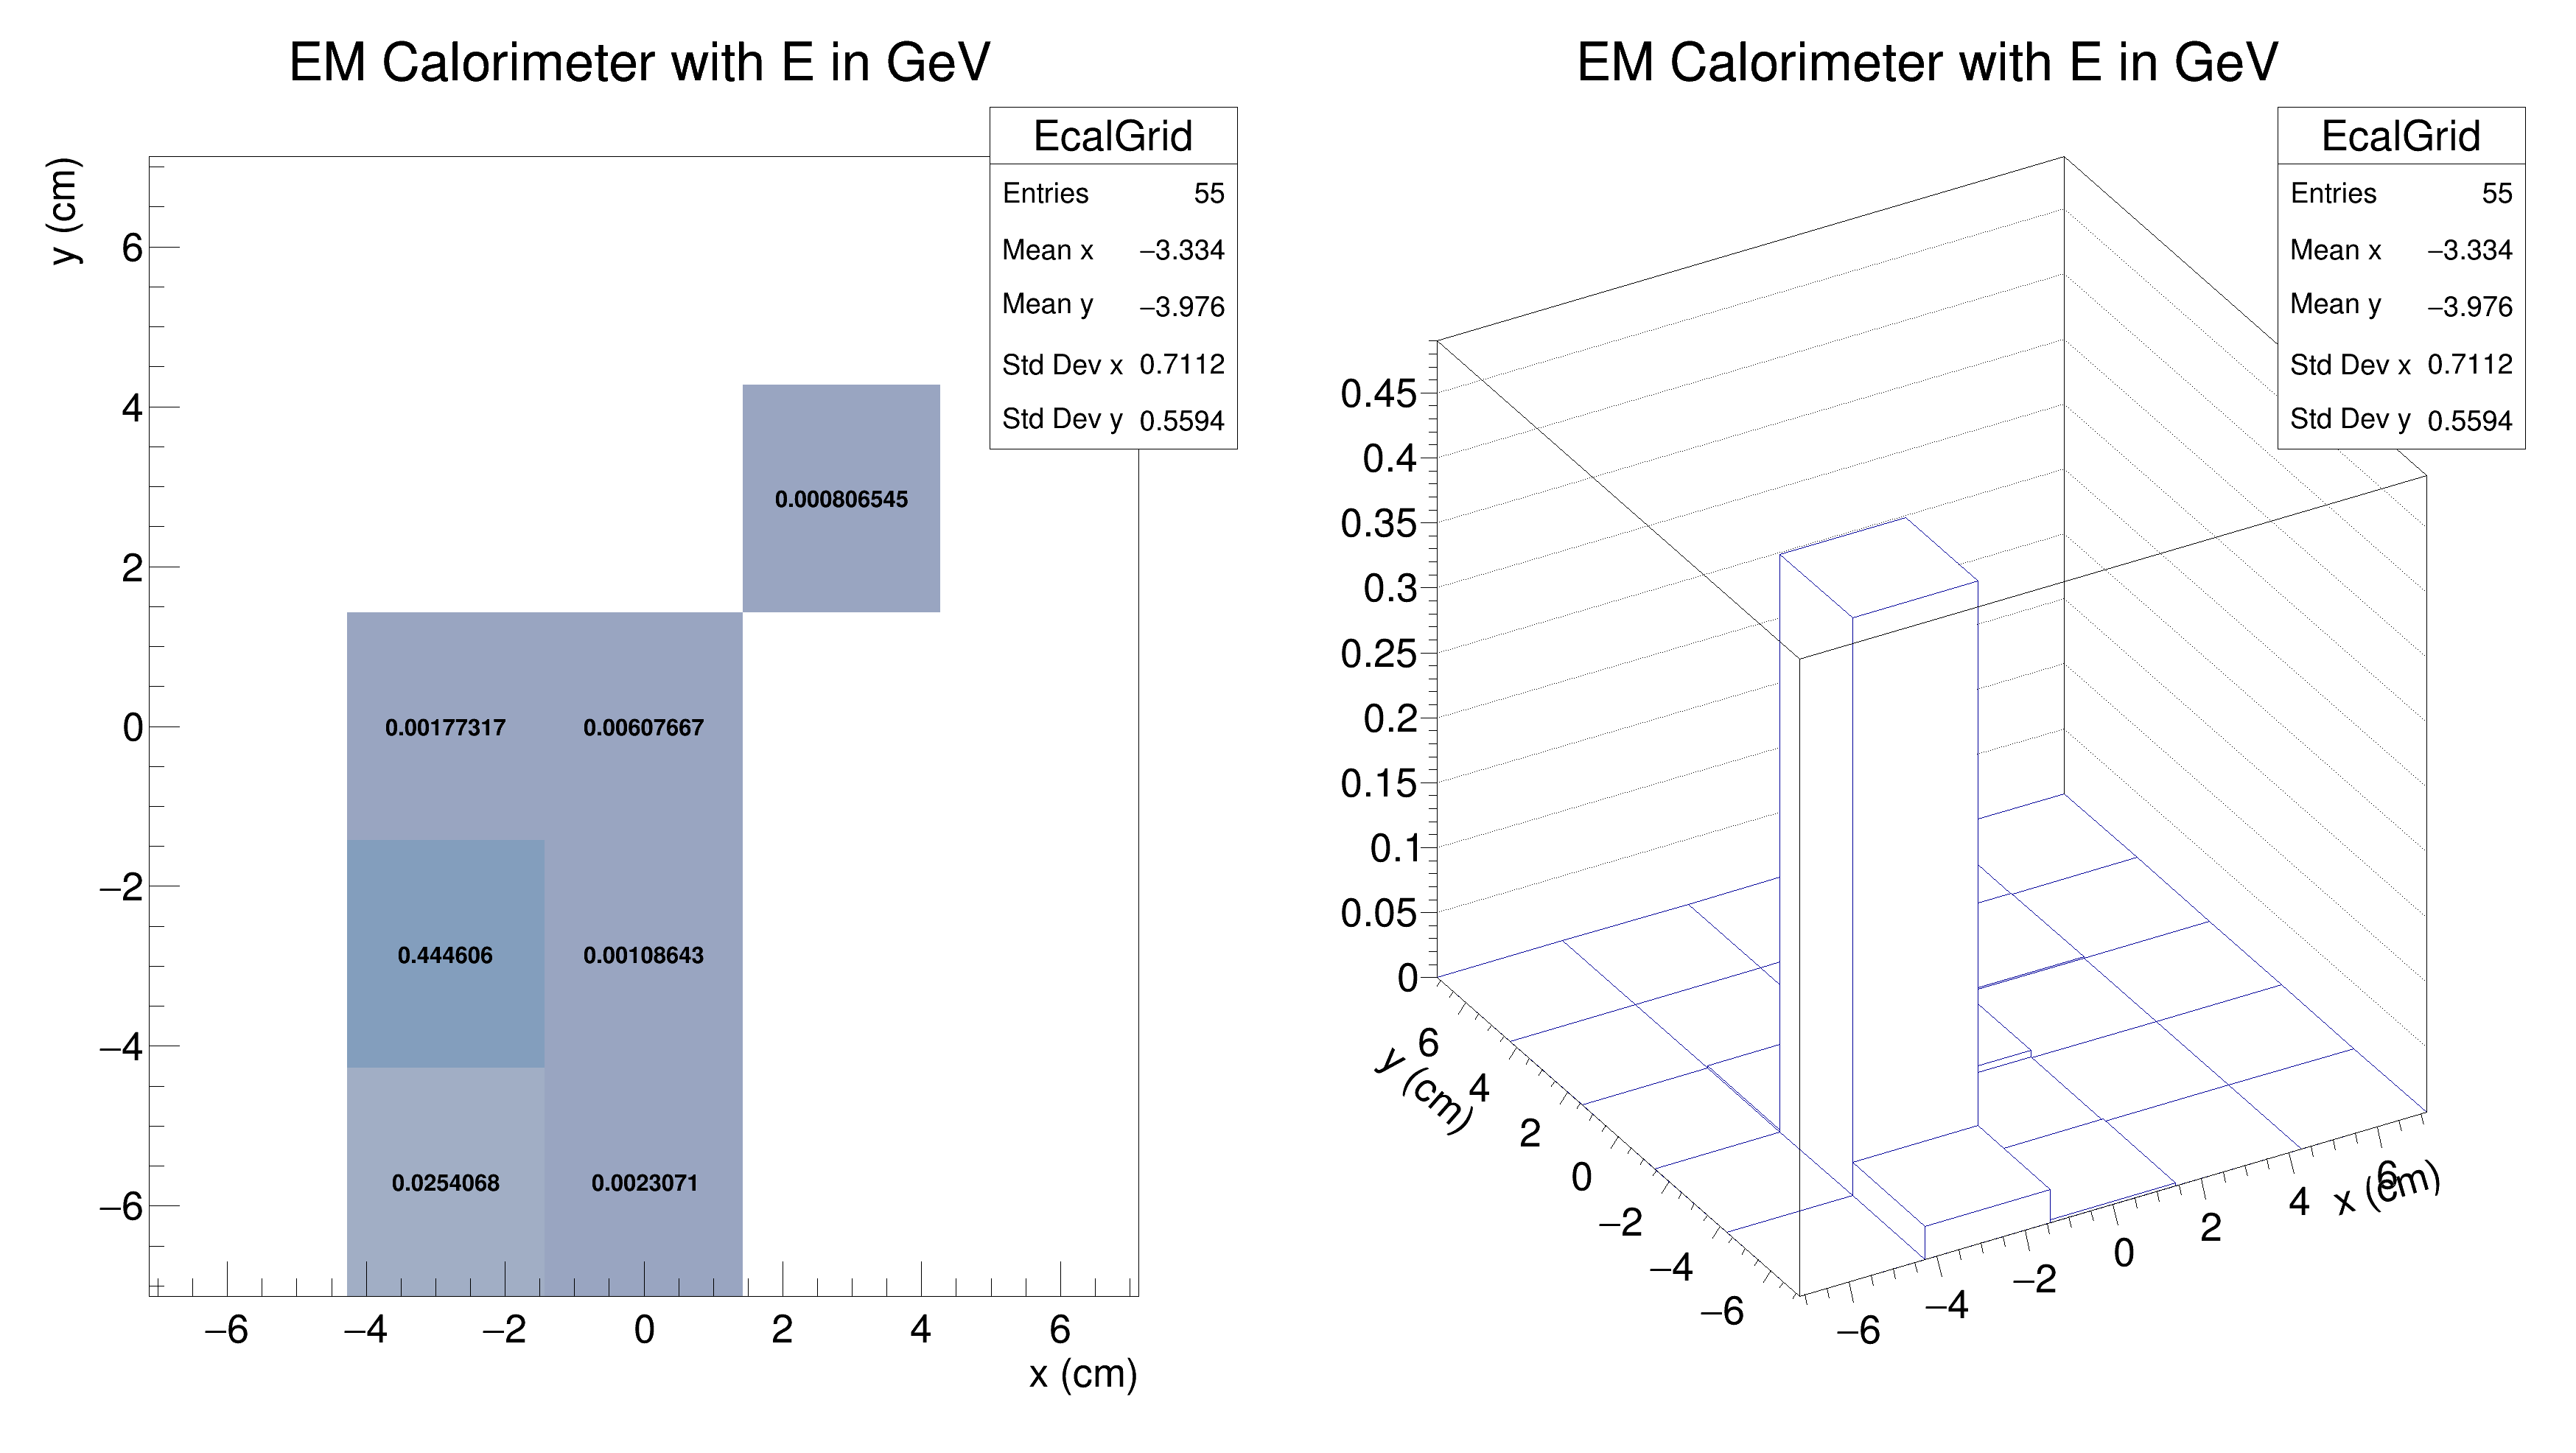 EM Calorimeter with E in GeV
EcalGrid
Entries 55
Mean x −3.334
Mean y −3.976
Std Dev x 0.7112
Std Dev y 0.5594
y (cm)
6
4
2
0
−2
−4
−6
0.000806545
0.00177317 0.00607667
0.444606 0.00108643
0.0254068 0.0023071
−6 −4 −2 0 2 4 6
x (cm)
EM Calorimeter with E in GeV
EcalGrid
Entries 55
Mean x −3.334
Mean y −3.976
Std Dev x 0.7112
Std Dev y 0.5594
0.45
0.4
0.35
0.3
0.25
0.2
0.15
0.1
0.05
0
y (cm)
6
4
2
0
−2
−4
−6
−6 −4 −2 0 2 4 6
x (cm)